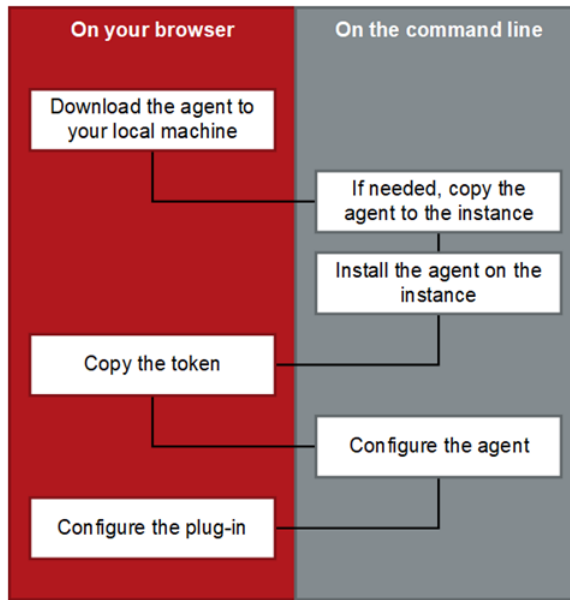 On your browser
On the command line
Download the agent to
your local machine
If needed, copy the
agent to the instance
Install the agent on the
instance
Copy the token
Configure the agent
Configure the plug-in